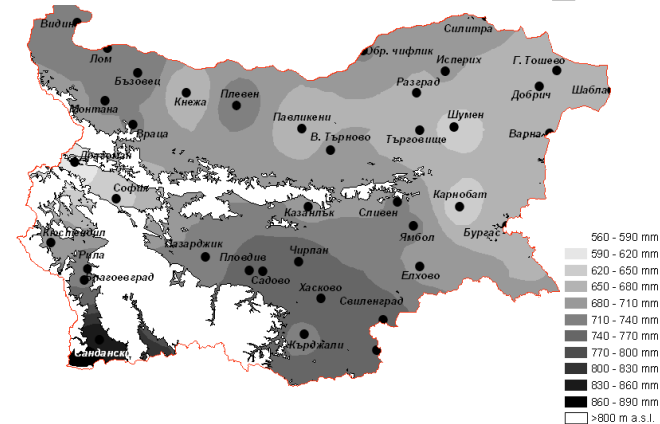 Видин
Силитра
Обр. чифлик
Лом
Исперих
Г. Тошево
Бъзовец
Разград
Шабла
Кнежа
Плевен
Добрич
Монтана
Шумен
Павликени
Враца
Варна
В. Търново
Търговище
Драгоман
София
Карнобат
Казанлък
Сливен
Бургас
Кюстендил
Ямбол
Рила
Пазарджик
Пловдив
Чирпан
Благоевград
Садово
Елхово
Хасково
Свиленград
Кърджали
Сандански
560 - 590 mm
590 - 620 mm
620 - 650 mm
650 - 680 mm
680 - 710 mm
710 - 740 mm
740 - 770 mm
770 - 800 mm
800 - 830 mm
830 - 860 mm
860 - 890 mm
>800 m a.s.l.